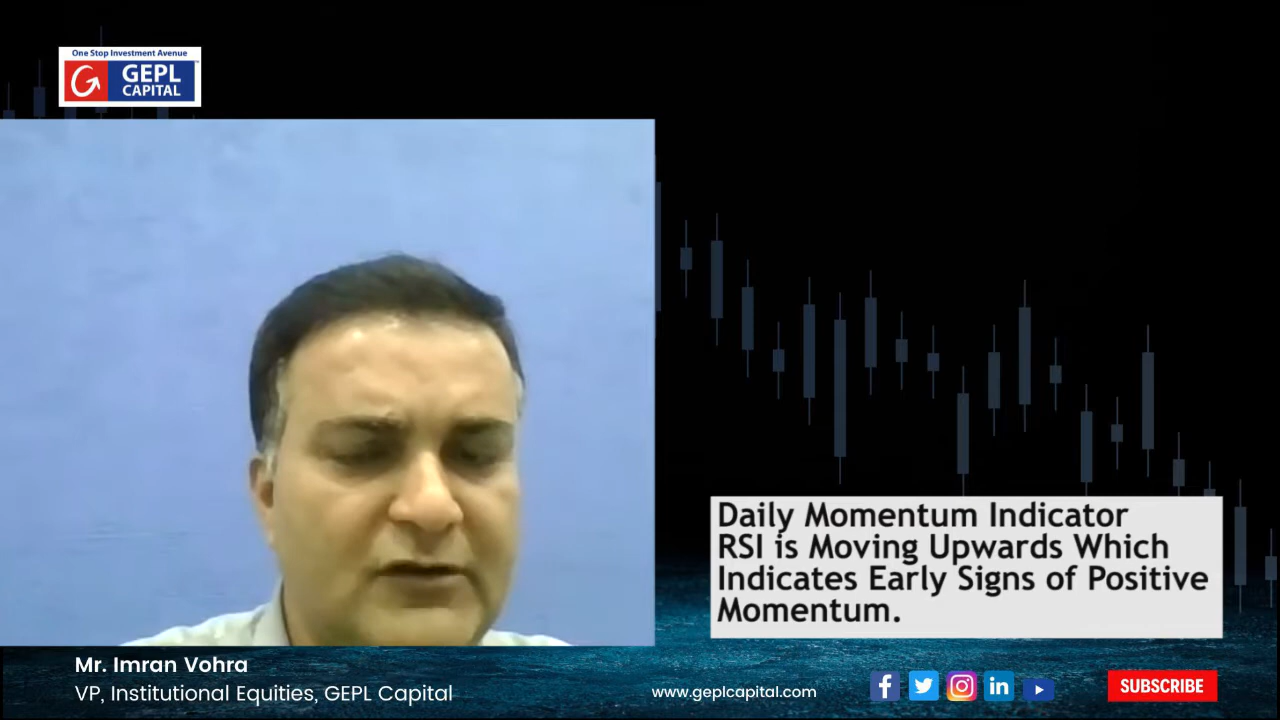 One Stop Investment Avenue
GEPL
CAPITAL
Daily Momentum Indicator
RSI is Moving Upwards Which
Indicates Early Signs of Positive
Momentum.
Mr. Imran Vohra
VP, Institutional Equities, GEPL Capital
www.geplcapital.com
SUBSCRIBE